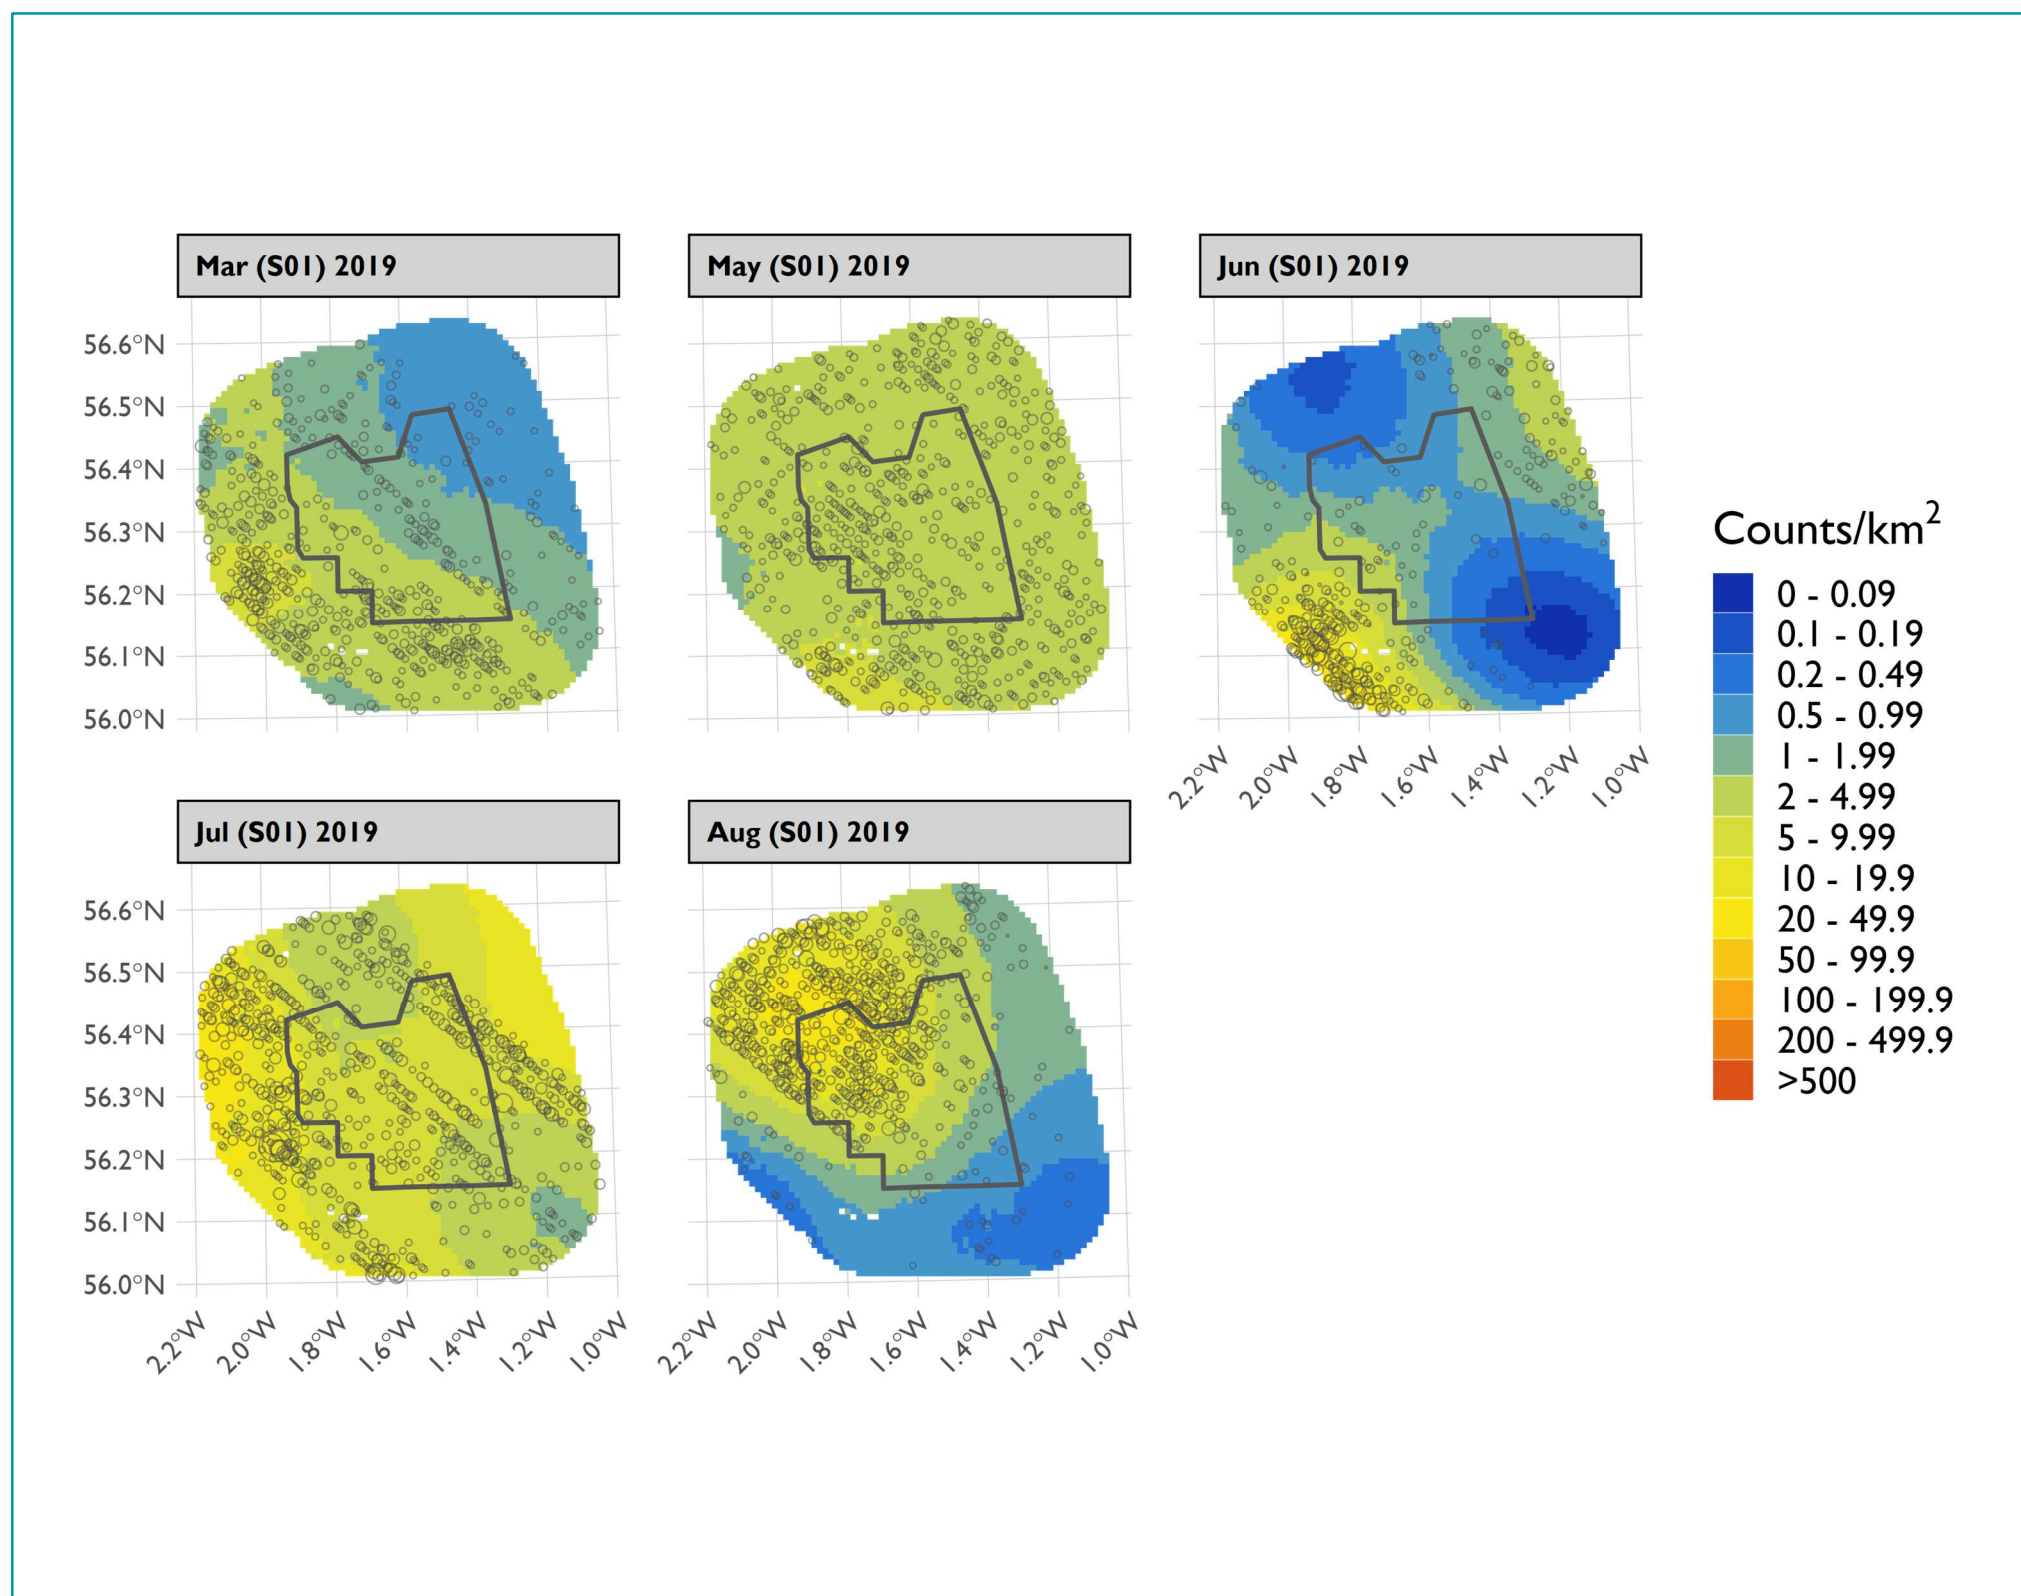 Mar (S01) 2019
May (S01) 2019
Jun (S01) 2019
56.6°N
56.5°N
56.4°N
56.3°N
56.2°N
56.1°N
56.0°N
2.2°W 2.0°W 1.8°W 1.6°W 1.4°W 1.2°W 1.0°W
Jul (S01) 2019
Aug (S01) 2019
56.6°N
56.5°N
56.4°N
56.3°N
56.2°N
56.1°N
56.0°N
2.2°W 2.0°W 1.8°W 1.6°W 1.4°W 1.2°W 1.0°W
2.2°W 2.0°W 1.8°W 1.6°W 1.4°W 1.2°W 1.0°W
Counts/km²
0 - 0.09
0.1 - 0.19
0.2 - 0.49
0.5 - 0.99
1 - 1.99
2 - 4.99
5 - 9.99
10 - 19.9
20 - 49.9
50 - 99.9
100 - 199.9
200 - 499.9
>500